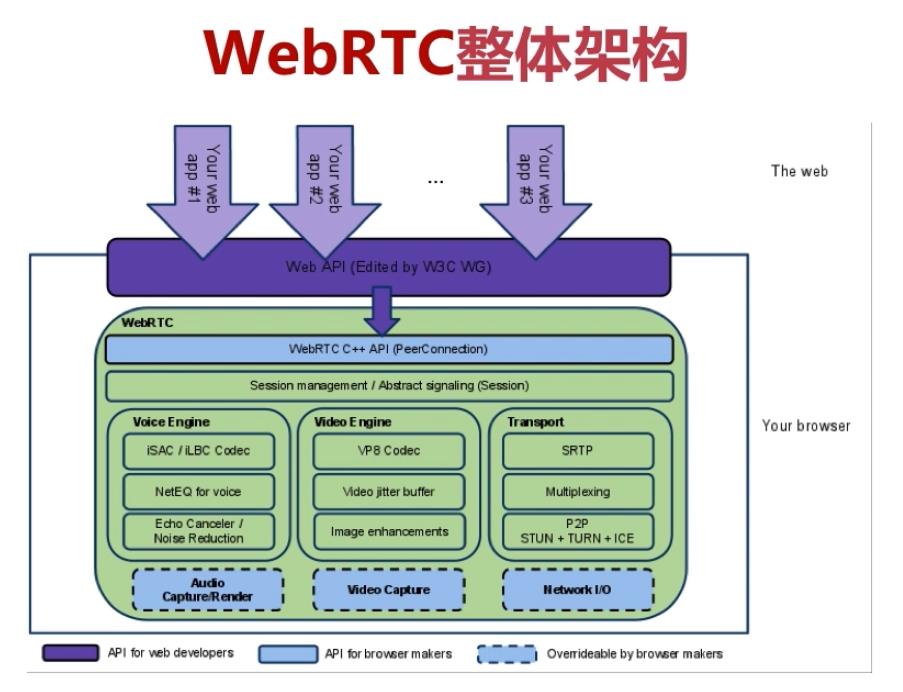 WebRTC整体架构
Your web
app #1
Your web
app #2
...
Your web
app #3
The web
Web API (Edited by W3C WG)
WebRTC
WebRTC C++ API (PeerConnection)
Session management / Abstract signaling (Session)
Voice Engine
iSAC / iLBC Codec
NetEQ for voice
Echo Canceler /
Noise Reduction
Video Engine
VP8 Codec
Video jitter buffer
Image enhancements
Transport
SRTP
Multiplexing
P2P
STUN + TURN + ICE
Your browser
Audio
Capture/Render
Video Capture
Network I/O
API for web developers
API for browser makers
Overrideable by browser makers